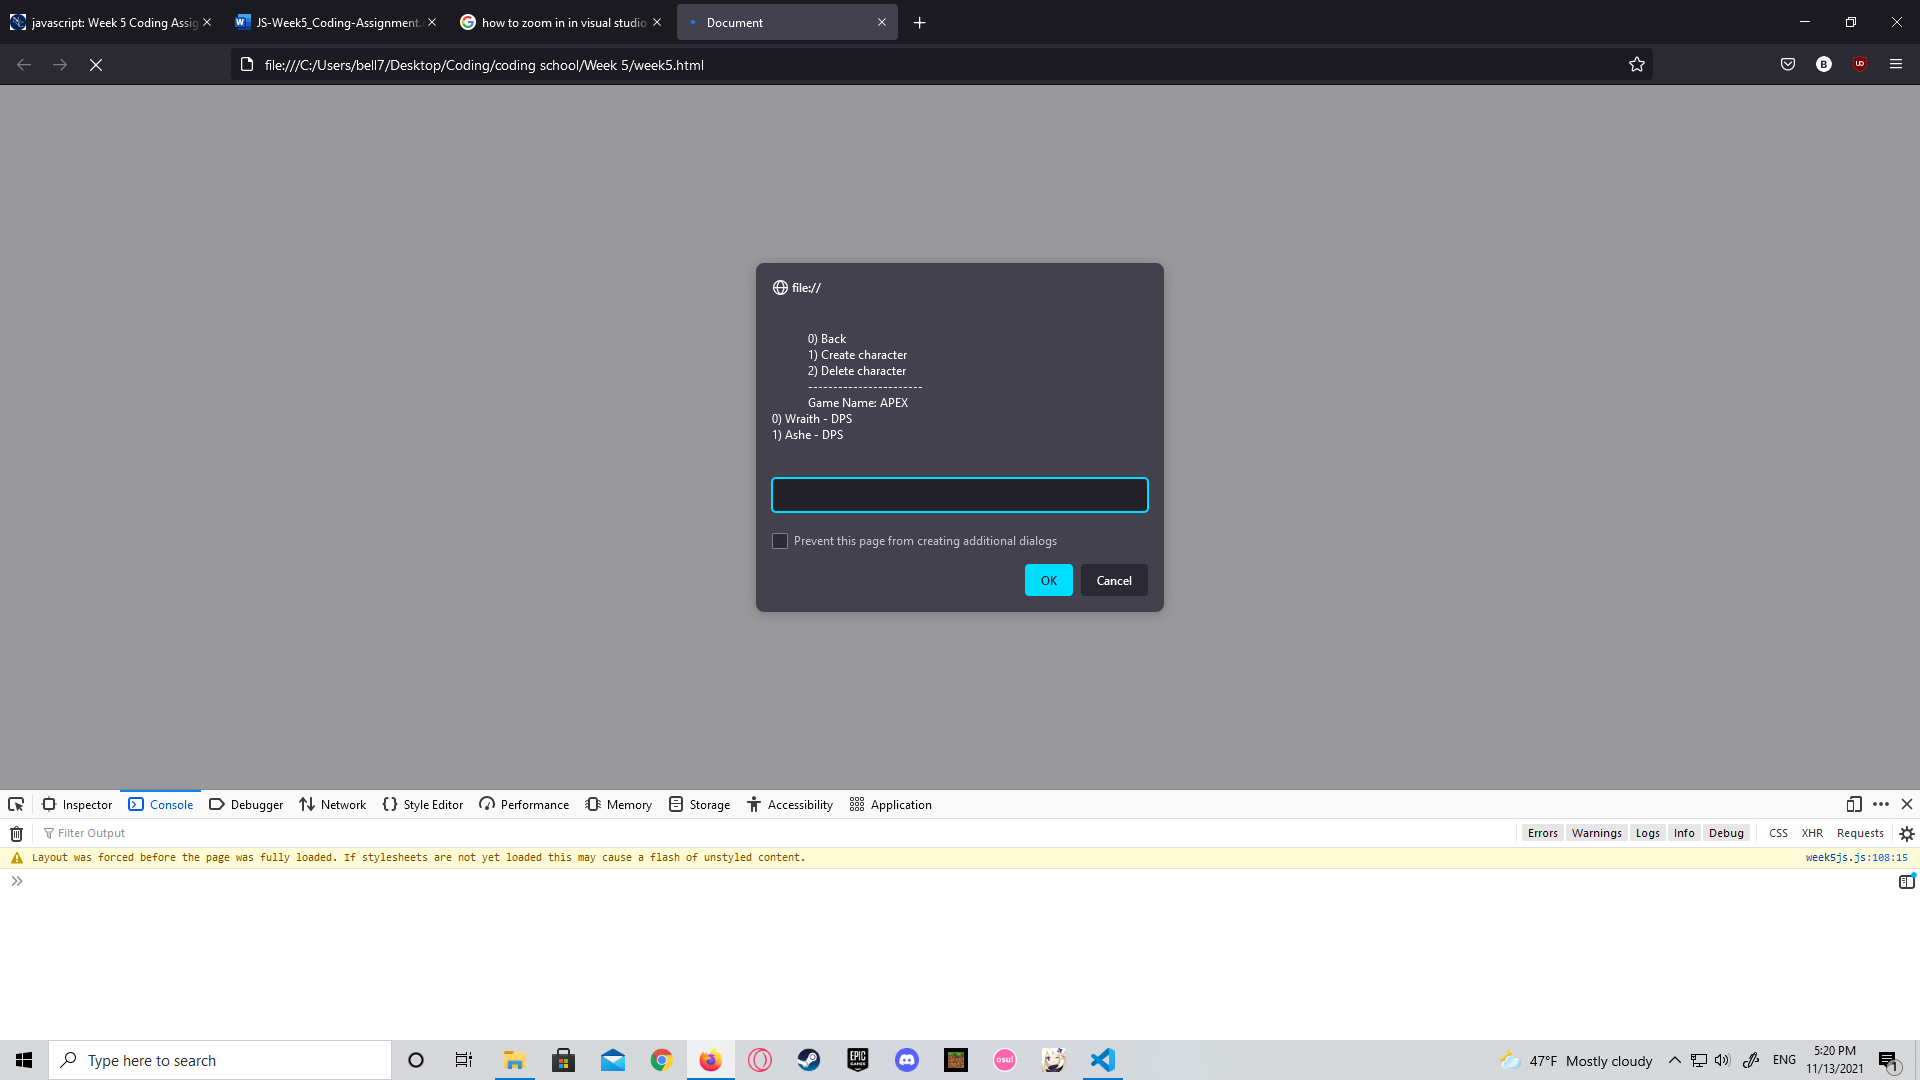 javascript: Week 5 Coding Assig
JS-Week5_Coding-Assignment.
how to zoom in in visual studio
Document
file:///C:/Users/bell7/Desktop/Coding/coding school/Week 5/week5.html
B
file://
0) Back
1) Create character
2) Delete character
-----------------------
Game Name: APEX
0) Wraith - DPS
1) Ashe - DPS
Prevent this page from creating additional dialogs
OK
Cancel
Inspector
Console
Debugger
Network
Style Editor
Performance
Memory
Storage
Accessibility
Application
Filter Output
Errors
Warnings
Logs
Info
Debug
CSS
XHR
Requests
Layout was forced before the page was fully loaded. If stylesheets are not yet loaded this may cause a flash of unstyled content.
week5js.js:108:15
Type here to search
EPIC
GAMES
osu!
47°F Mostly cloudy
ENG
5:20 PM
11/13/2021
1